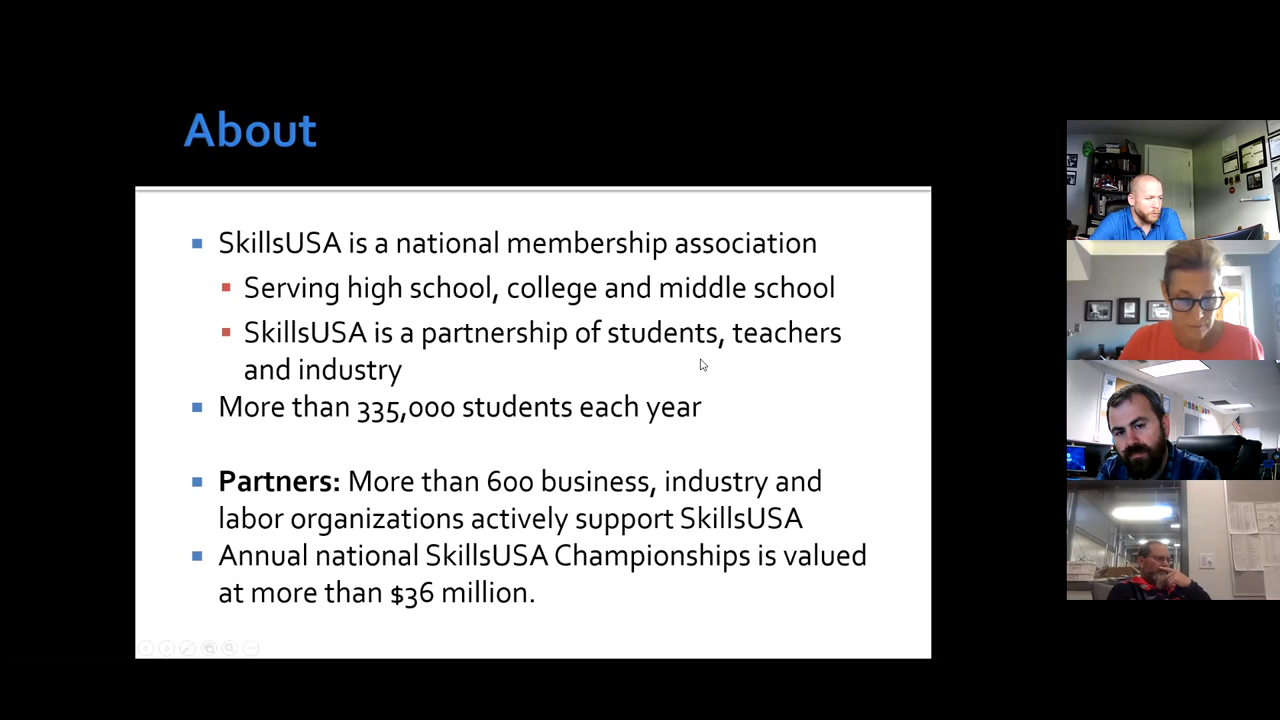 About
SkillsUSA is a national membership association
Serving high school, college and middle school
SkillsUSA is a partnership of students, teachers
and industry
More than 335,000 students each year
Partners: More than 600 business, industry and
labor organizations actively support SkillsUSA
Annual national SkillsUSA Championships is valued
at more than $36 million.